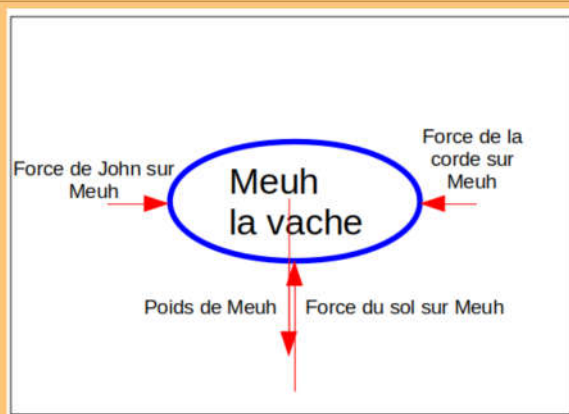 Force de John sur
Meuh
Meuh
la vache
Force de la
corde sur
Meuh
Poids de Meuh
Force du sol sur Meuh